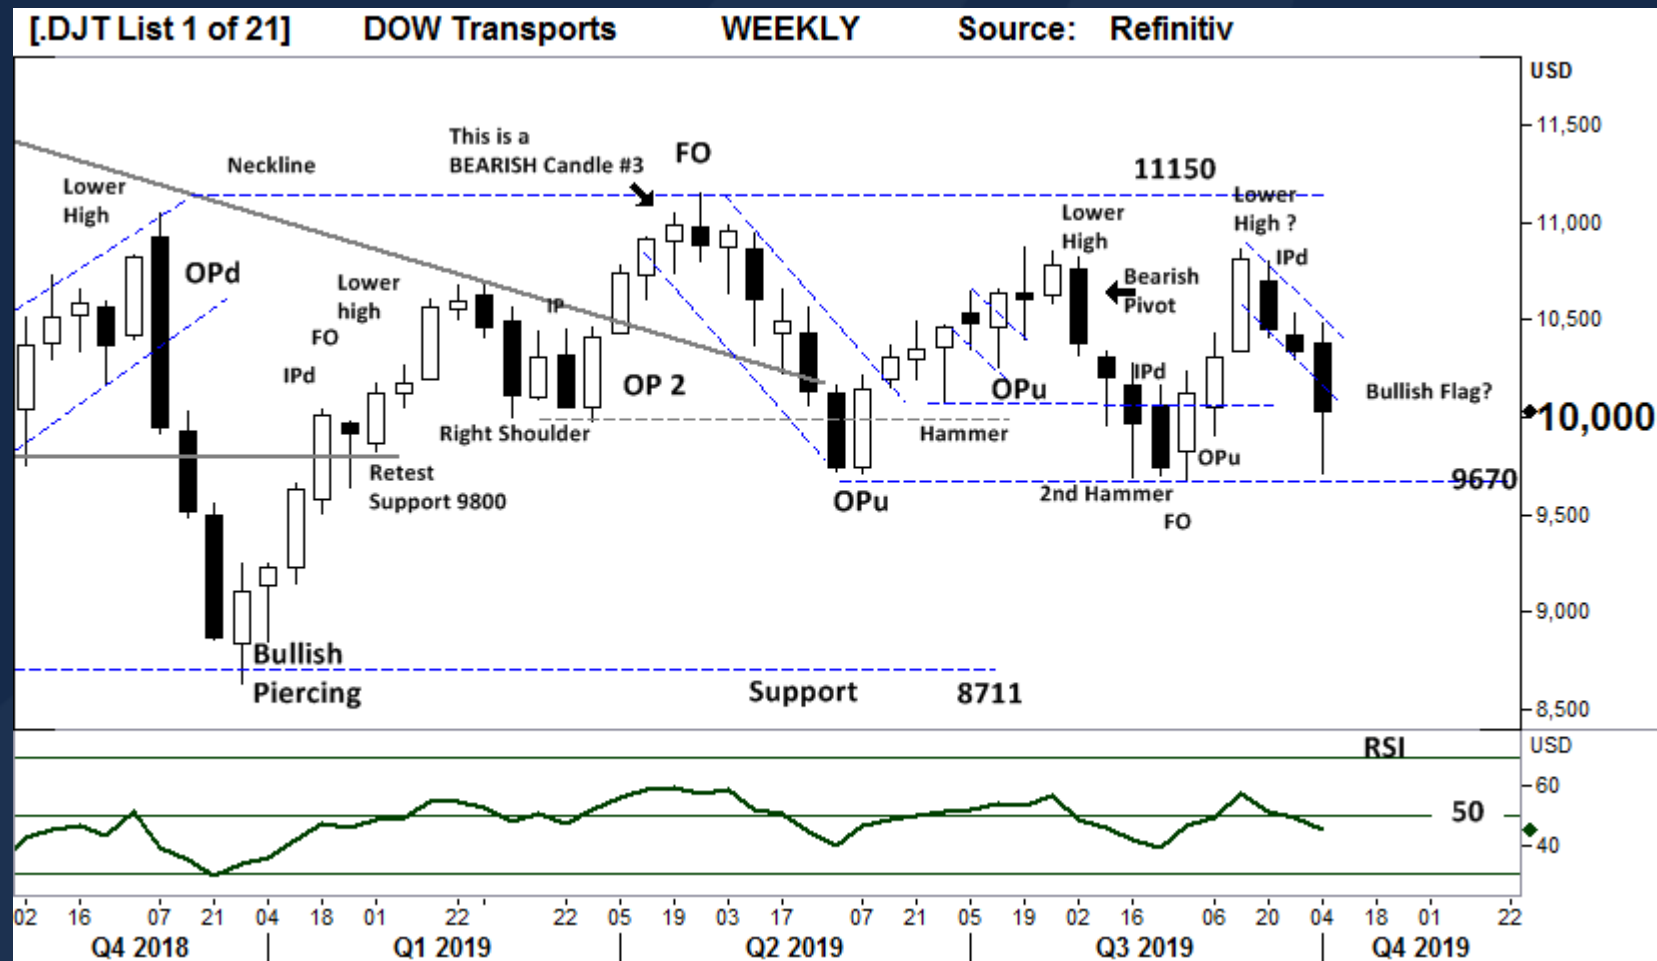 [.DJT List 1 of 21] DOW Transports WEEKLY Source: Refinitiv
USD
11,500
This is a
BEARISH Candle #3
FO
Neckline
11150
Lower
High
Lower
High ?
Lower
High
11,000
OPd
IPd
Lower
high
Bearish
Pivot
IP
FO
10,500
IPd
IPd
OP 2
OPu
Bullish Flag?
10,000
Right Shoulder
Hammer
OPu
Retest
Support 9800
9670
OPu
2nd Hammer
FO
9,500
9,000
Bullish
Piercing
Support 8711
8,500
RSI
USD
60
50
40
02 16 07 21 04 18 01 22 22 05 19 03 17 07 21 05 19 02 16 06 20 04 18 01 22
Q4 2018 Q1 2019 Q2 2019 Q3 2019 Q4 2019